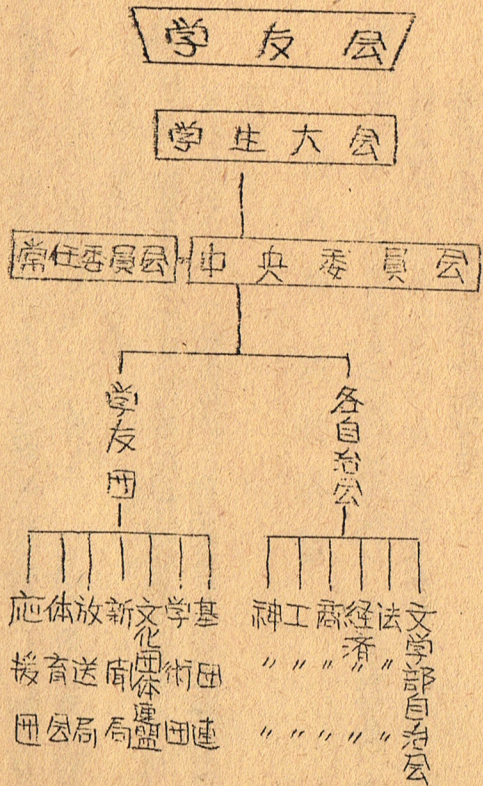 学友会
学生大会
常任委員会
中央委員会
各自治会
学友団
文学部自治会
法〃〃
経済〃〃
商〃〃
工〃〃
神〃〃
基団連
学術団
文化団体連盟
新聞局
放送局
体育会
応援団